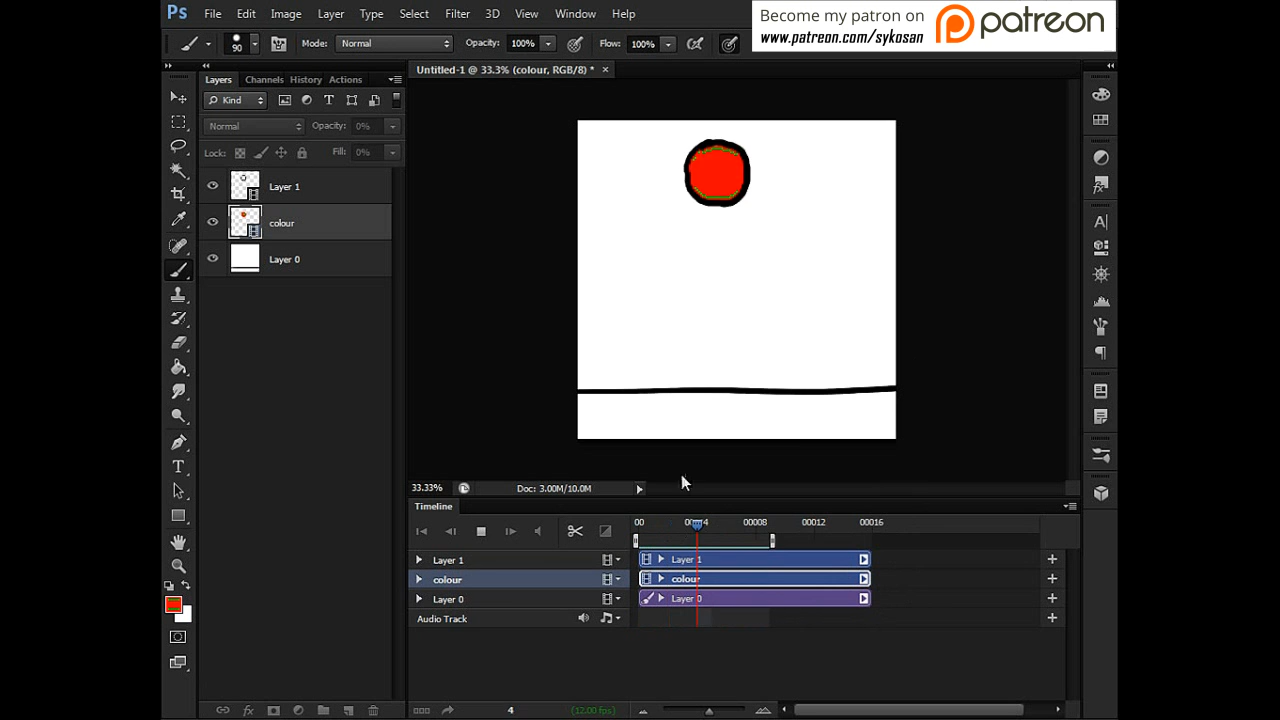 Ps File Edit Image Layer Type Select Filter 3D View Window Help
Become my patron on patreon
www.patreon.com/sykosan
90 Mode: Normal Opacity: 100% Flow: 100%
Layers Channels History Actions
Untitled-1 @ 33.3% (colour, RGB/8) * ×
Kind
Normal Opacity: 0%
Lock: Fill: 0%
Layer 1
colour
Layer 0
33.33% Doc: 3.00M/10.0M
Timeline
00 00004 00008 00012 00016
Layer 1 Layer 1
colour colour
Layer 0 Layer 0
Audio Track
4 (12.00 fps)